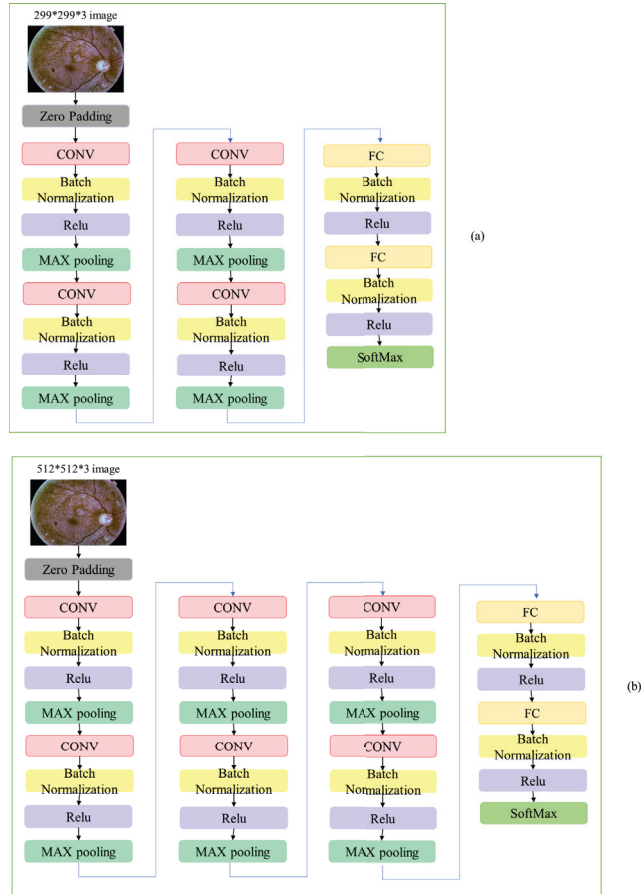 299*299*3 image
Zero Padding
CONV
Batch
Normalization
Relu
MAX pooling
CONV
Batch
Normalization
Relu
MAX pooling
CONV
Batch
Normalization
Relu
MAX pooling
CONV
Batch
Normalization
Relu
MAX pooling
FC
Batch
Normalization
Relu
FC
Batch
Normalization
Relu
SoftMax
(a)
512*512*3 image
Zero Padding
CONV
Batch
Normalization
Relu
MAX pooling
CONV
Batch
Normalization
Relu
MAX pooling
CONV
Batch
Normalization
Relu
MAX pooling
CONV
Batch
Normalization
Relu
MAX pooling
CONV
Batch
Normalization
Relu
MAX pooling
CONV
Batch
Normalization
Relu
MAX pooling
FC
Batch
Normalization
Relu
FC
Batch
Normalization
Relu
SoftMax
(b)